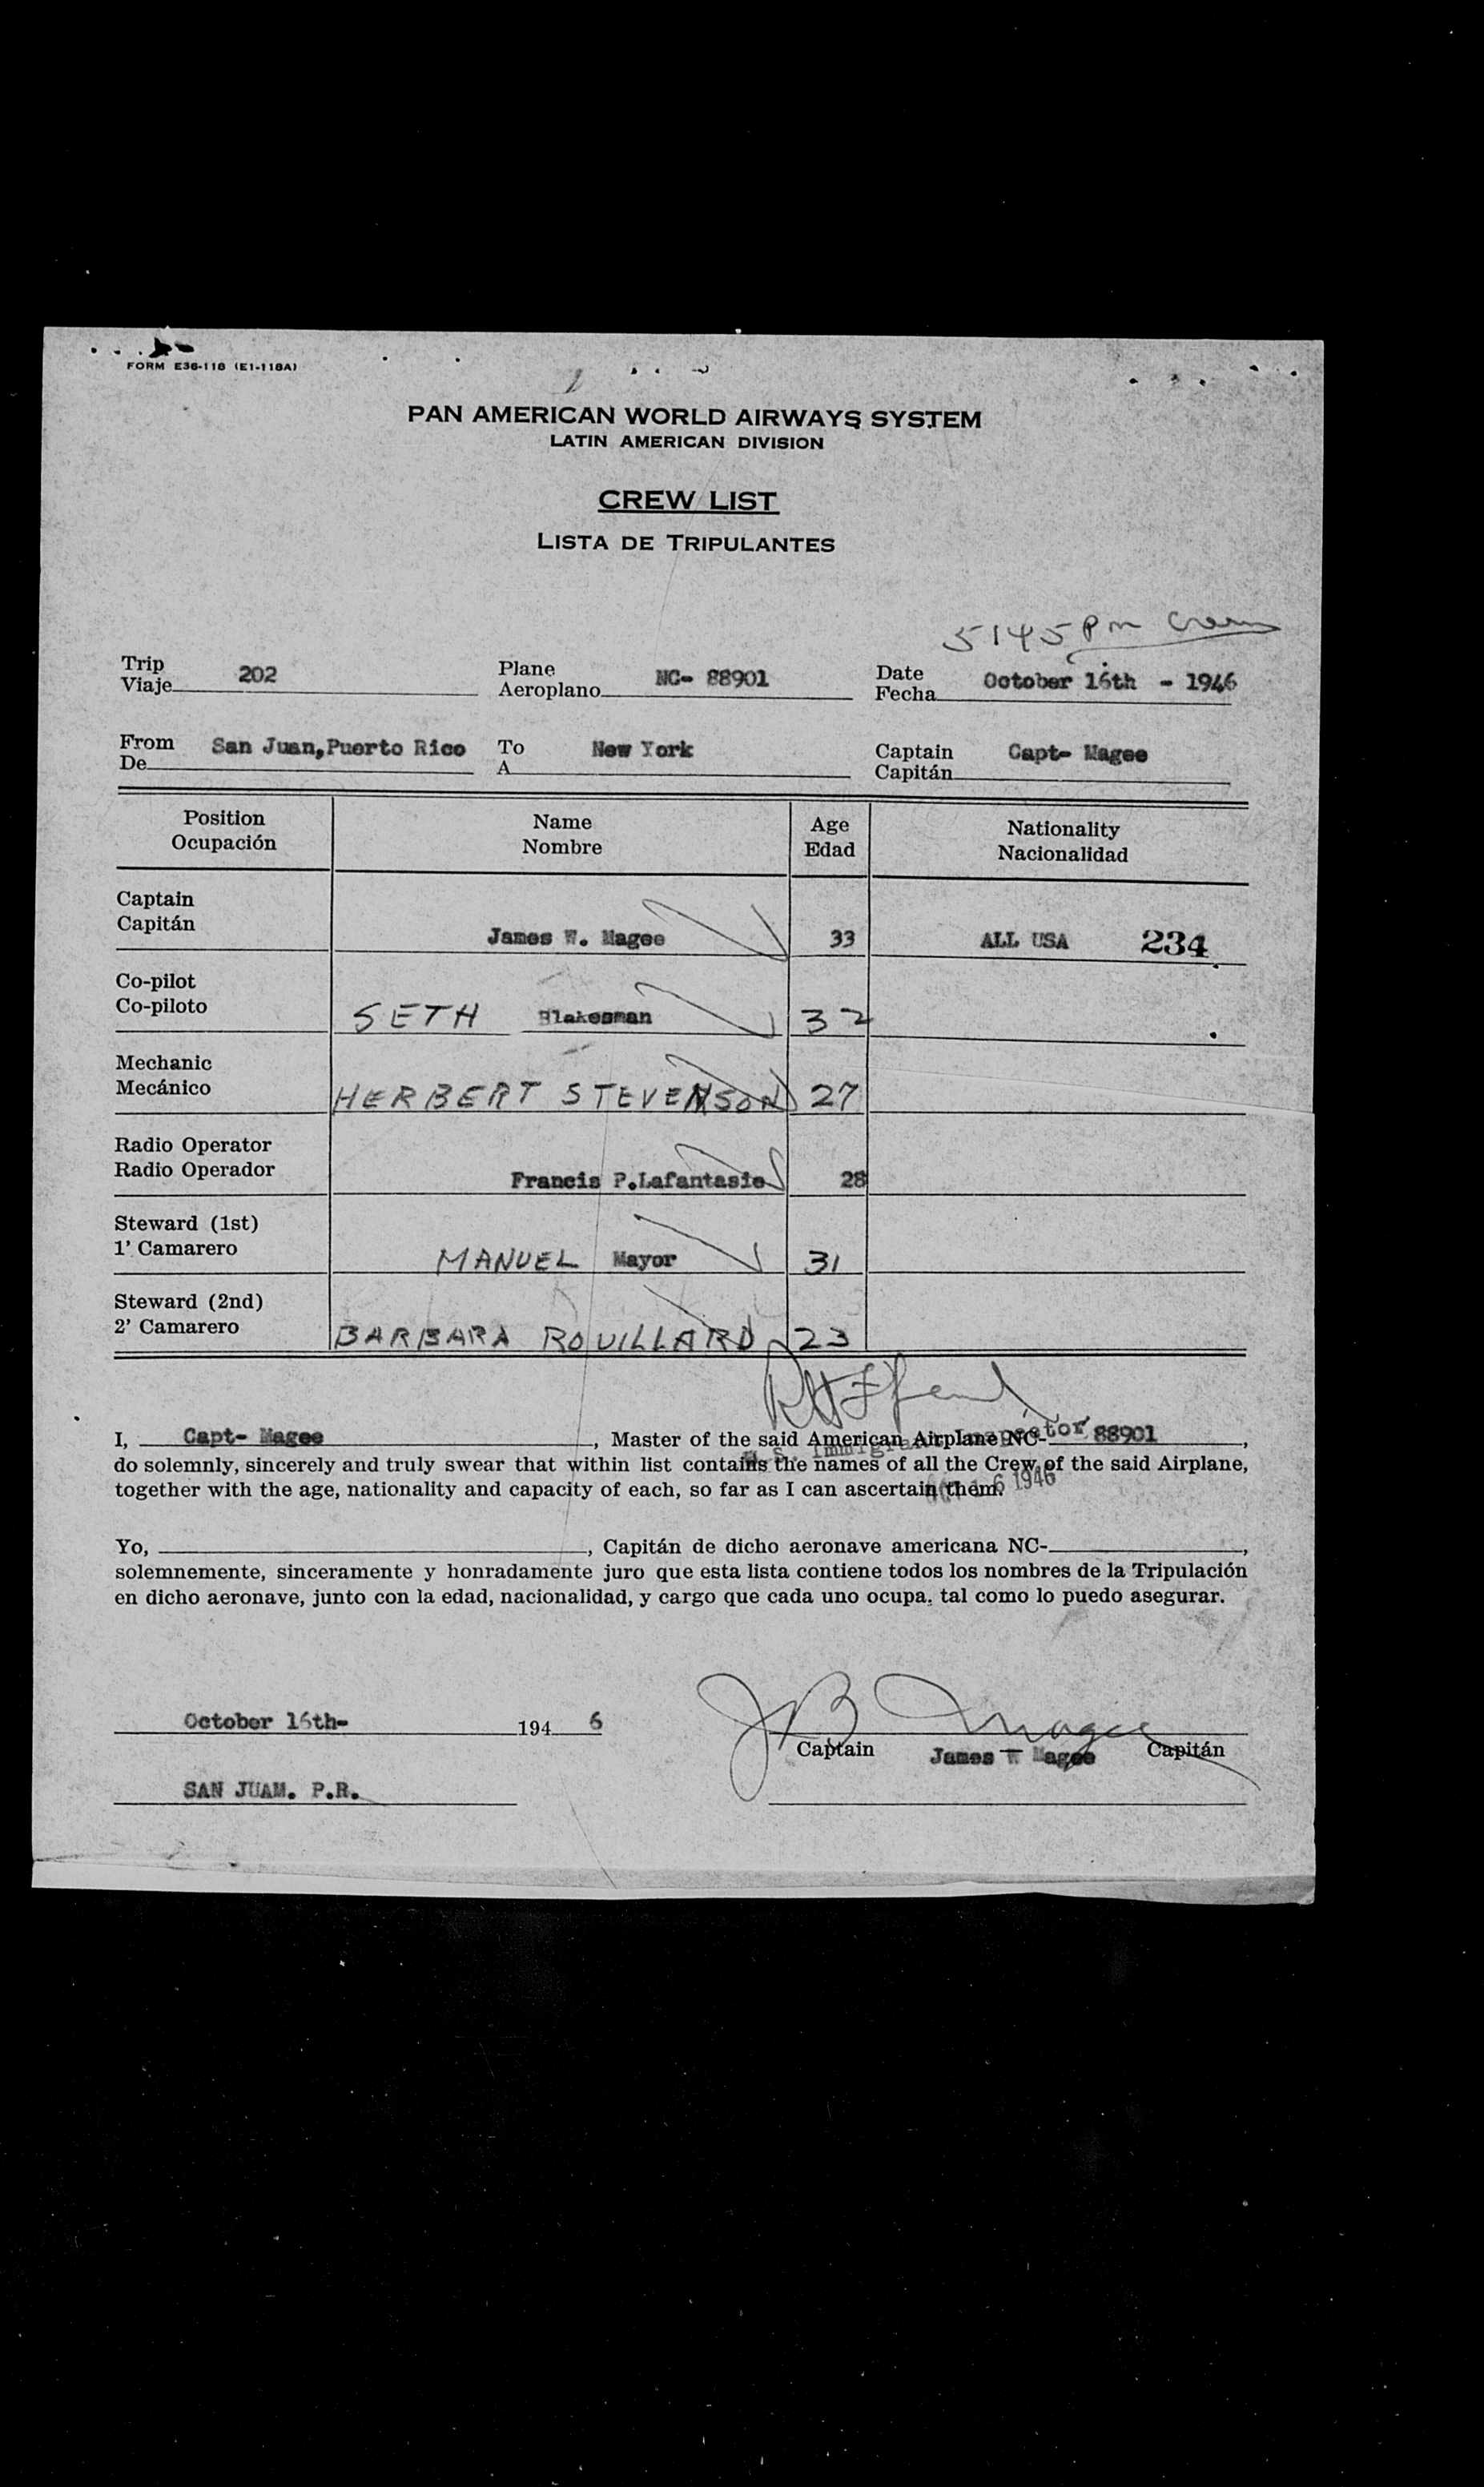 FORM E36-118 (E1-118A)
PAN AMERICAN WORLD AIRWAYS SYSTEM
LATIN AMERICAN DIVISION
CREW LIST
LISTA DE TRIPULANTES
5145 Pm
Trip 202 Plane NC- 88901 Date October 16th - 1946
Viaje Aeroplano Fecha
From San Juan, Puerto Rico To New York Captain Capt- Magee
De A Capitán
Position Name Age Nationality
Ocupación Nombre Edad Nacionalidad
Captain
Capitán James W. Magee 33 ALL USA 234
Co-pilot
Co-piloto SETH Blakesman 32
Mechanic
Mecánico HERBERT STEVENSON 27
Radio Operator
Radio Operador Francis P.Lafantasie 28
Steward (1st)
1' Camarero MANUEL Mayor 31
Steward (2nd)
2' Camarero BARBARA ROUILLARD 23
I, Capt- Magee, Master of the said American Airplane NC- 88901,
U.S. Immigrant Inspector
do solemnly, sincerely and truly swear that within list contains the names of all the Crew of the said Airplane,
together with the age, nationality and capacity of each, so far as I can ascertain them.
OCT 16 1946
Yo, , Capitán de dicho aeronave americana NC- ,
solemnemente, sinceramente y honradamente juro que esta lista contiene todos los nombres de la Tripulación
en dicho aeronave, junto con la edad, nacionalidad, y cargo que cada uno ocupa, tal como lo puedo asegurar.
October 16th- 194 6 JB Magee
Captain James W Magee Capitán
SAN JUAM. P.R.